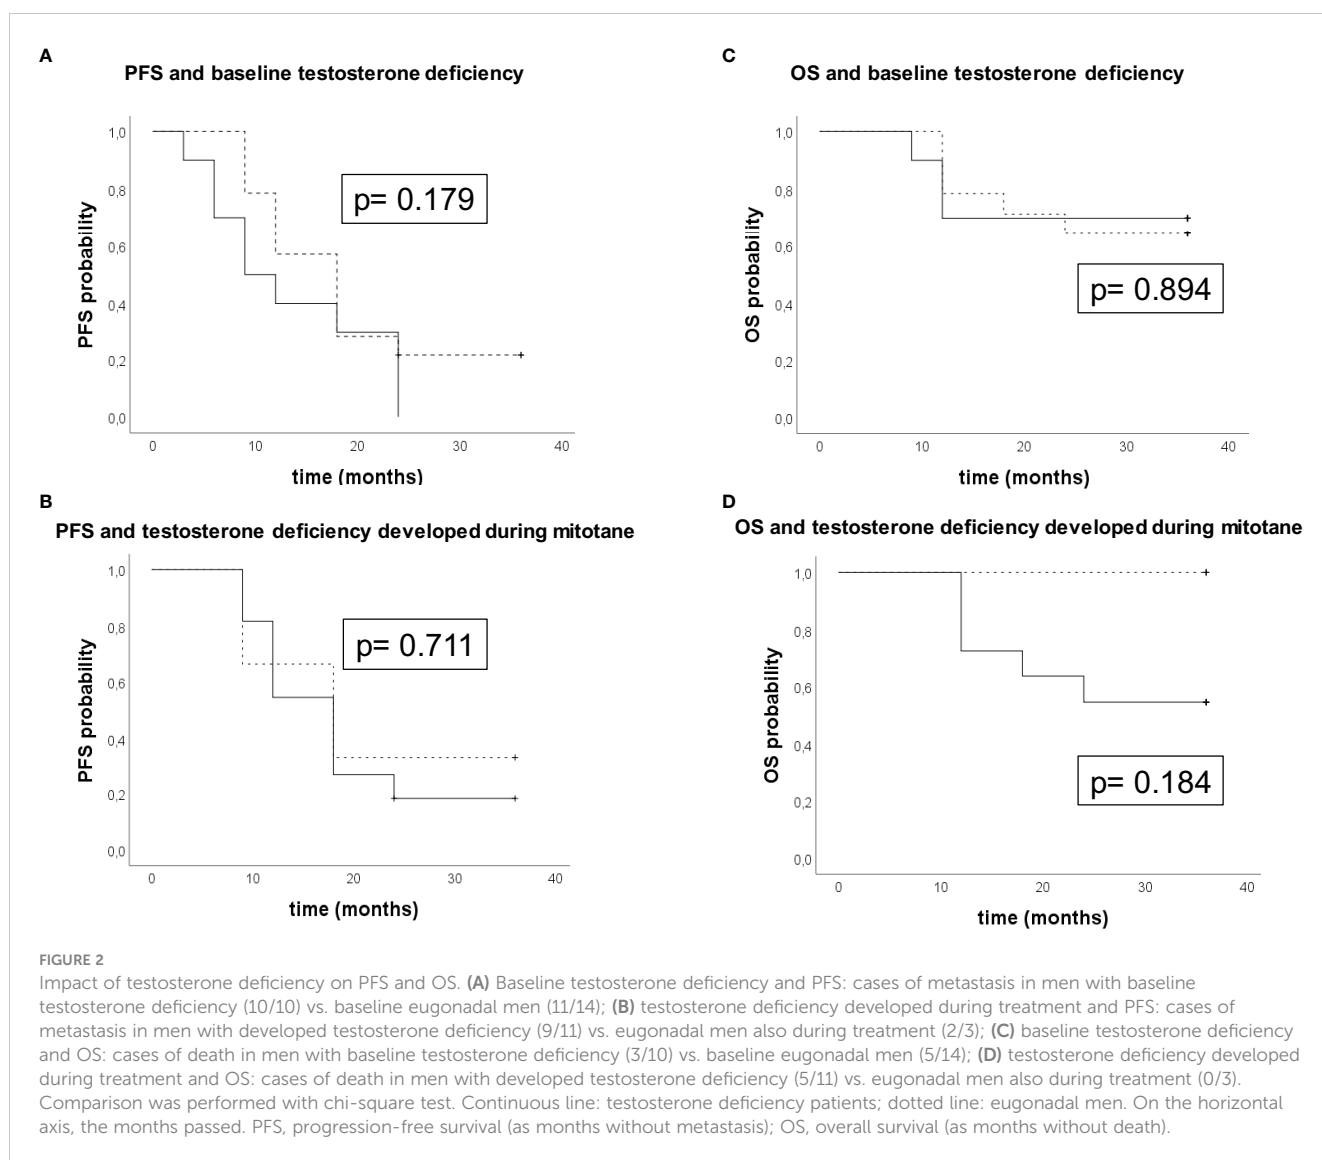 A
PFS and baseline testosterone deficiency
PFS probability
1,0
0,8
0,6
0,4
0,2
0,0
p= 0.179
0 10 20 30 40
time (months)
B
PFS and testosterone deficiency developed during mitotane
PFS probability
1,0
0,8
0,6
0,4
0,2
0,0
p= 0.711
0 10 20 30 40
time (months)
C
OS and baseline testosterone deficiency
OS probability
1,0
0,8
0,6
0,4
0,2
0,0
p= 0.894
0 10 20 30 40
time (months)
D
OS and testosterone deficiency developed during mitotane
OS probability
1,0
0,8
0,6
0,4
0,2
0,0
p= 0.184
0 10 20 30 40
time (months)
FIGURE 2
Impact of testosterone deficiency on PFS and OS. (A) Baseline testosterone deficiency and PFS: cases of metastasis in men with baseline
testosterone deficiency (10/10) vs. baseline eugonadal men (11/14); (B) testosterone deficiency developed during treatment and PFS: cases of
metastasis in men with developed testosterone deficiency (9/11) vs. eugonadal men also during treatment (2/3); (C) baseline testosterone deficiency
and OS: cases of death in men with baseline testosterone deficiency (3/10) vs. baseline eugonadal men (5/14); (D) testosterone deficiency developed
during treatment and OS: cases of death in men with developed testosterone deficiency (5/11) vs. eugonadal men also during treatment (0/3).
Comparison was performed with chi-square test. Continuous line: testosterone deficiency patients; dotted line: eugonadal men. On the horizontal
axis, the months passed. PFS, progression-free survival (as months without metastasis); OS, overall survival (as months without death).